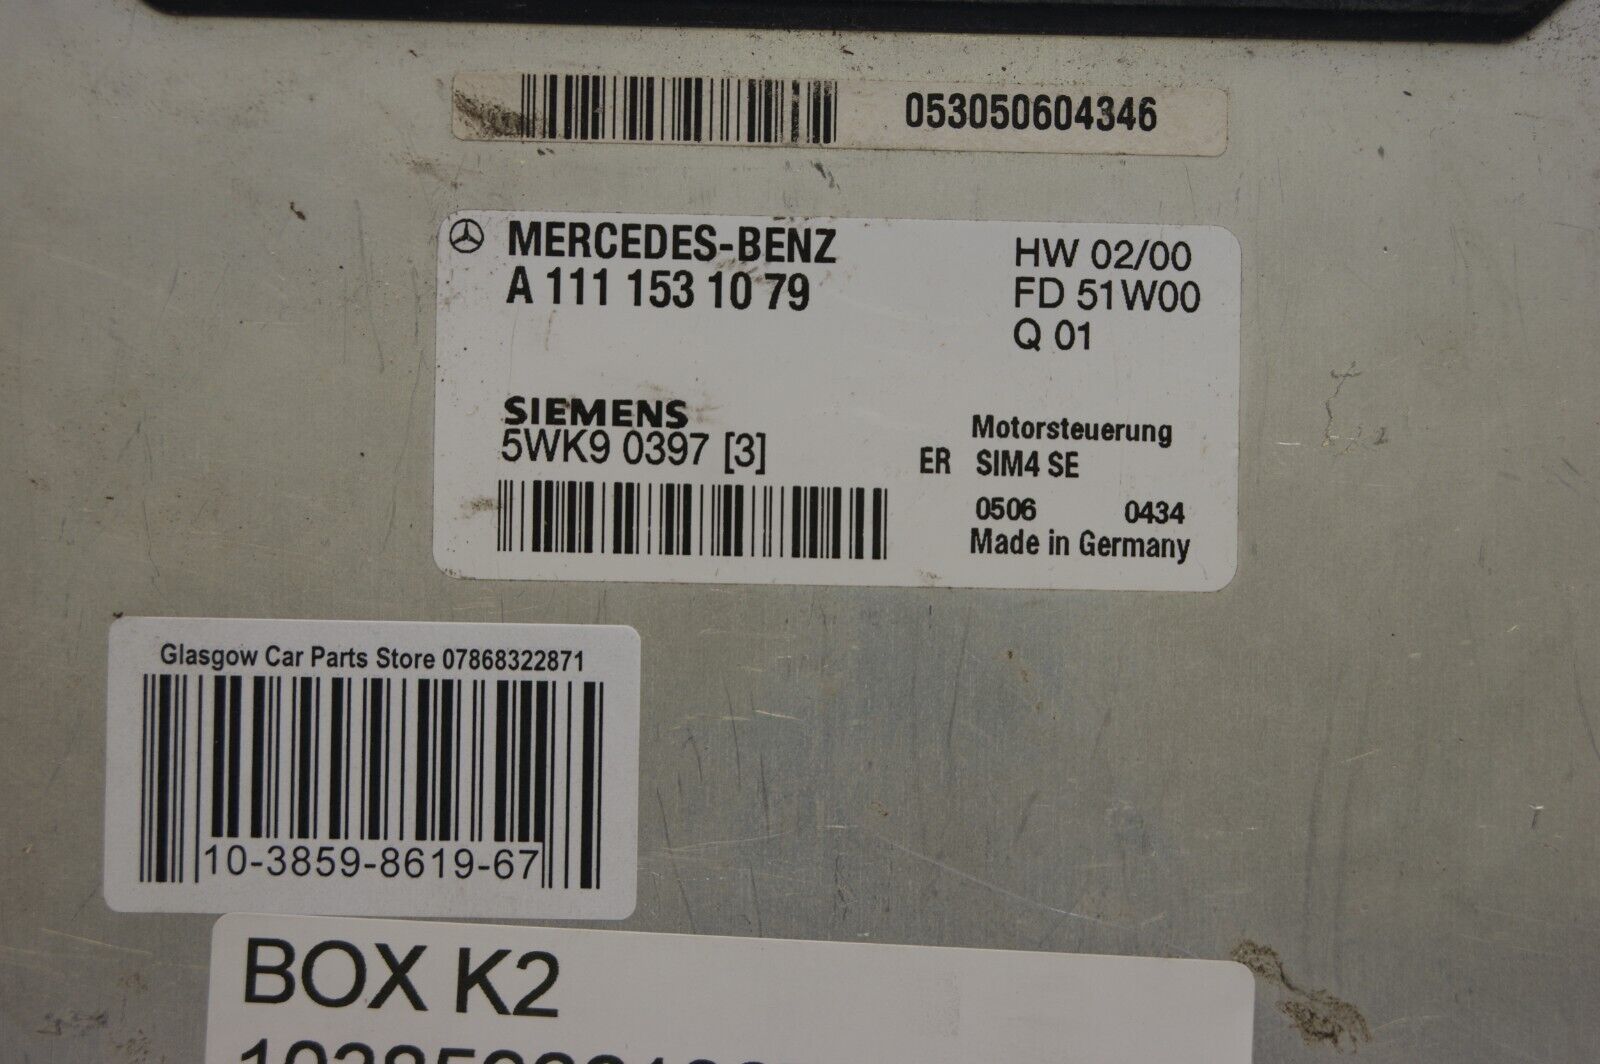 053050604346
MERCEDES-BENZ
A 111 153 10 79
HW 02/00
FD 51W00
Q 01
SIEMENS
5WK9 0397 [3]
Motorsteuerung
ER SIM4 SE
0506 0434
Made in Germany
Glasgow Car Parts Store 07868322871
10-3859-8619-67
BOX K2